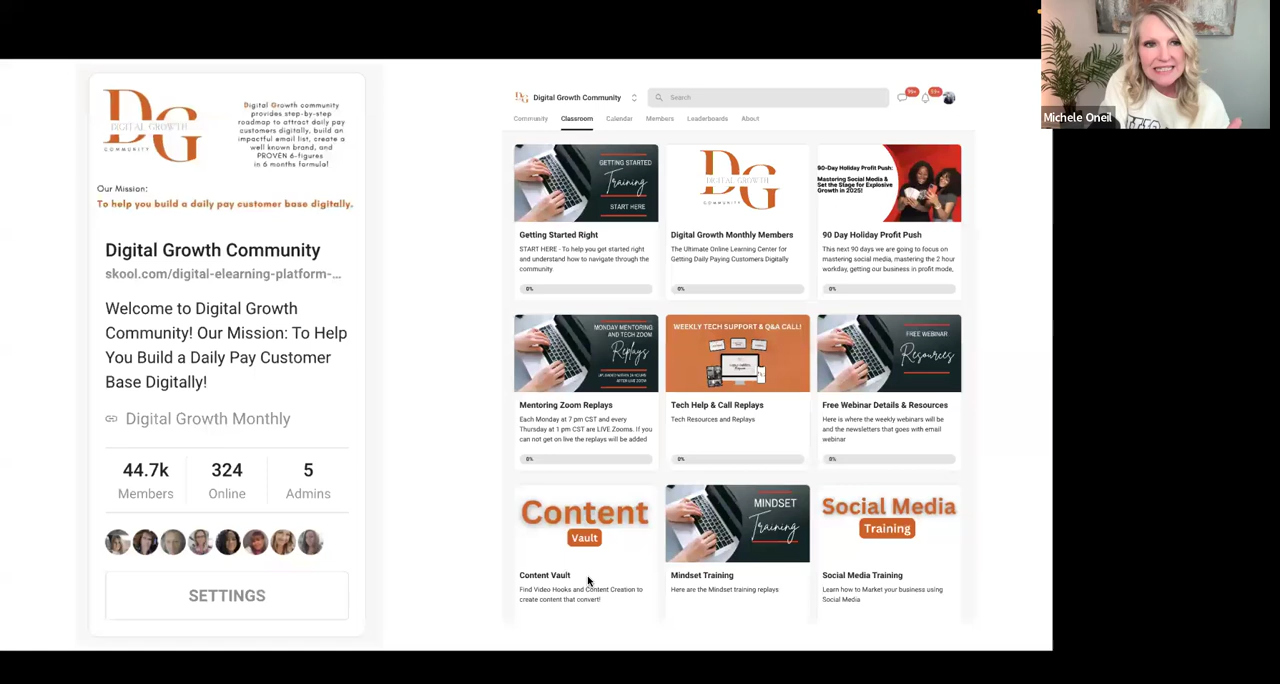 DG
DIGITAL GROWTH
COMMUNITY
Digital Growth community
provides step-by-step
roadmap to attract daily pay
customers digitally, build an
impactful email list, create a
well known brand, and
PROVEN 6-figures
in 6 months formula!
Our Mission:
To help you build a daily pay customer base digitally.
Digital Growth Community
skool.com/digital-elearning-platform-...
Welcome to Digital Growth
Community! Our Mission: To Help
You Build a Daily Pay Customer
Base Digitally!
Digital Growth Monthly
44.7k 324 5
Members Online Admins
SETTINGS
DG Digital Growth Community Search
Community Classroom Calendar Members Leaderboards About
GETTING STARTED
Training
START HERE
Getting Started Right
START HERE - To help you get started right
and understand how to navigate through the
community
0%
DG
DIGITAL GROWTH
COMMUNITY
Digital Growth Monthly Members
The Ultimate Online Learning Center for
Getting Daily Paying Customers Digitally
0%
90-Day Holiday Profit Push:
Mastering Social Media &
Set the Stage for Explosive
Growth in 2025!
90 Day Holiday Profit Push
This next 90 days we are going to focus on
mastering social media, mastering the 2 hour
workday, getting our business in profit mode,
0%
MONDAY MENTORING
AND TECH ZOOM
Replays
Mentoring Zoom Replays
Each Monday at 7 pm CST and every
Thursday at 1 pm CST are LIVE Zooms. If you
can not get on live the replays will be added
0%
WEEKLY TECH SUPPORT & Q&A CALL!
Tech Help & Call Replays
Tech Resources and Replays
0%
FREE WEBINAR
Resources
Free Webinar Details & Resources
Here is where the weekly webinars will be
and the newsletters that goes with email
webinar
0%
Content
Vault
Content Vault
Find Video Hooks and Content Creation to
create content that convert!
MINDSET
Training
Mindset Training
Here are the Mindset training replays
Social Media
Training
Social Media Training
Learn how to Market your business using
Social Media
Michele Oneil